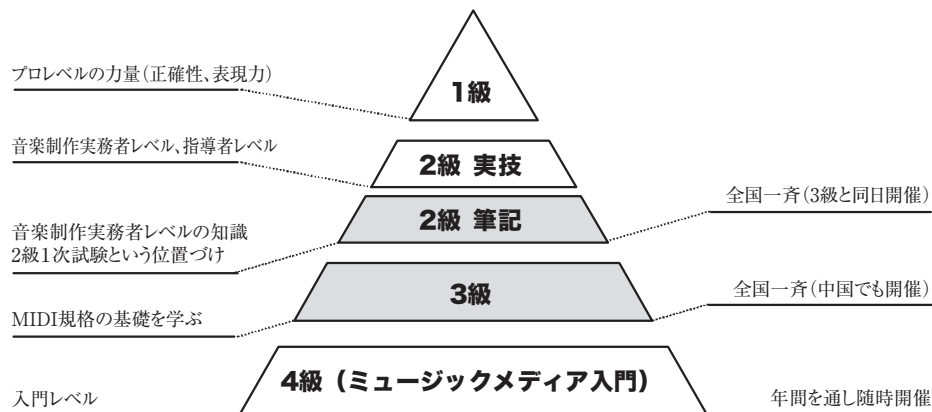 1級
プロレベルの力量(正確性、表現力)
2級 実技
音楽制作実務者レベル、指導者レベル
2級 筆記
全国一斉(3級と同日開催)
音楽制作実務者レベルの知識
2級1次試験という位置づけ
3級
全国一斉(中国でも開催)
MIDI規格の基礎を学ぶ
4級(ミュージックメディア入門)
入門レベル
年間を通し随時開催